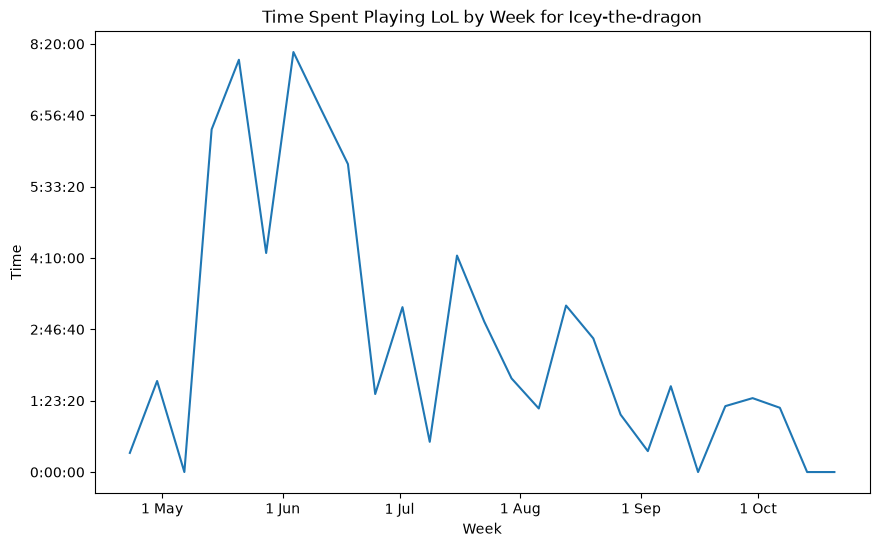 Time Spent Playing LoL by Week for Icey-the-dragon
8:20:00
6:56:40
5:33:20
4:10:00
2:46:40
1:23:20
0:00:00
Time
1 May
1 Jun
1 Jul
1 Aug
1 Sep
1 Oct
Week